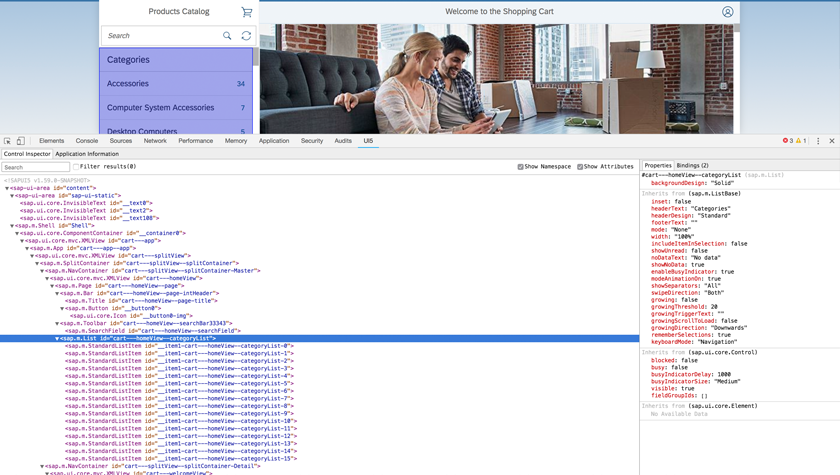 Products Catalog
Welcome to the Shopping Cart
Search
Categories
Accessories 34
Computer System Accessories 7
Desktop Computers 5
Elements Console Sources Network Performance Memory Application Security Audits UI5
3 1
Control Inspector Application Information
Search Filter results(0) Show Namespace Show Attributes
<!SAPUI5 v1.59.0-SNAPSHOT>
<sap-ui-area id="content">
<sap-ui-area id="sap-ui-static">
<sap.ui.core.InvisibleText id="__text0">
<sap.ui.core.InvisibleText id="__text2">
<sap.ui.core.InvisibleText id="__text108">
<sap.m.Shell id="Shell">
<sap.ui.core.ComponentContainer id="__container0">
<sap.ui.core.mvc.XMLView id="cart---app">
<sap.m.App id="cart---app--app">
<sap.ui.core.mvc.XMLView id="cart---splitView">
<sap.m.SplitContainer id="cart---splitView--splitContainer">
<sap.m.NavContainer id="cart---splitView--splitContainer-Master">
<sap.ui.core.mvc.XMLView id="cart---homeView">
<sap.m.Page id="cart---homeView--page">
<sap.m.Bar id="cart---homeView--page-intHeader">
<sap.m.Title id="cart---homeView--page-title">
<sap.m.Button id="__button0">
<sap.ui.core.Icon id="__button0-img">
<sap.m.Toolbar id="cart---homeView--searchBar33343">
<sap.m.SearchField id="cart---homeView--searchField">
<sap.m.List id="cart---homeView--categoryList">
<sap.m.StandardListItem id="__item1-cart---homeView--categoryList-0">
<sap.m.StandardListItem id="__item1-cart---homeView--categoryList-1">
<sap.m.StandardListItem id="__item1-cart---homeView--categoryList-2">
<sap.m.StandardListItem id="__item1-cart---homeView--categoryList-3">
<sap.m.StandardListItem id="__item1-cart---homeView--categoryList-4">
<sap.m.StandardListItem id="__item1-cart---homeView--categoryList-5">
<sap.m.StandardListItem id="__item1-cart---homeView--categoryList-6">
<sap.m.StandardListItem id="__item1-cart---homeView--categoryList-7">
<sap.m.StandardListItem id="__item1-cart---homeView--categoryList-8">
<sap.m.StandardListItem id="__item1-cart---homeView--categoryList-9">
<sap.m.StandardListItem id="__item1-cart---homeView--categoryList-10">
<sap.m.StandardListItem id="__item1-cart---homeView--categoryList-11">
<sap.m.StandardListItem id="__item1-cart---homeView--categoryList-12">
<sap.m.StandardListItem id="__item1-cart---homeView--categoryList-13">
<sap.m.StandardListItem id="__item1-cart---homeView--categoryList-14">
<sap.m.StandardListItem id="__item1-cart---homeView--categoryList-15">
<sap.m.NavContainer id="cart---splitView--splitContainer-Detail">
<sap.ui.core.mvc.XMLView id="cart---welcomeView">
Properties Bindings (2)
#cart---homeView--categoryList (sap.m.List)
backgroundDesign: "Solid"
Inherits from (sap.m.ListBase)
inset: false
headerText: "Categories"
headerDesign: "Standard"
footerText: ""
mode: "None"
width: "100%"
includeItemInSelection: false
showUnread: false
noDataText: "No data"
showNoData: true
enableBusyIndicator: true
modeAnimationOn: true
showSeparators: "All"
swipeDirection: "Both"
growing: false
growingThreshold: 20
growingTriggerText: ""
growingScrollToLoad: false
growingDirection: "Downwards"
rememberSelections: true
keyboardMode: "Navigation"
Inherits from (sap.ui.core.Control)
blocked: false
busy: false
busyIndicatorDelay: 1000
busyIndicatorSize: "Medium"
visible: true
fieldGroupIds: []
Inherits from (sap.ui.core.Element)
No Available Data